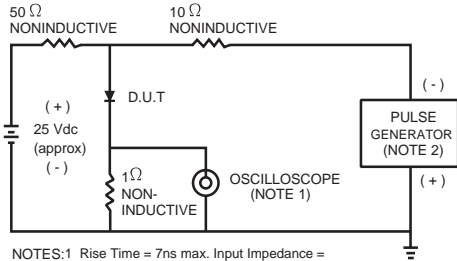 50 Ω
NONINDUCTIVE
10 Ω
NONINDUCTIVE
D.U.T
(+)
25 Vdc
(approx)
(-)
1Ω
NON-
INDUCTIVE
OSCILLOSCOPE
(NOTE 1)
(-)
PULSE
GENERATOR
(NOTE 2)
(+)
NOTES:1 Rise Time = 7ns max. Input Impedance =